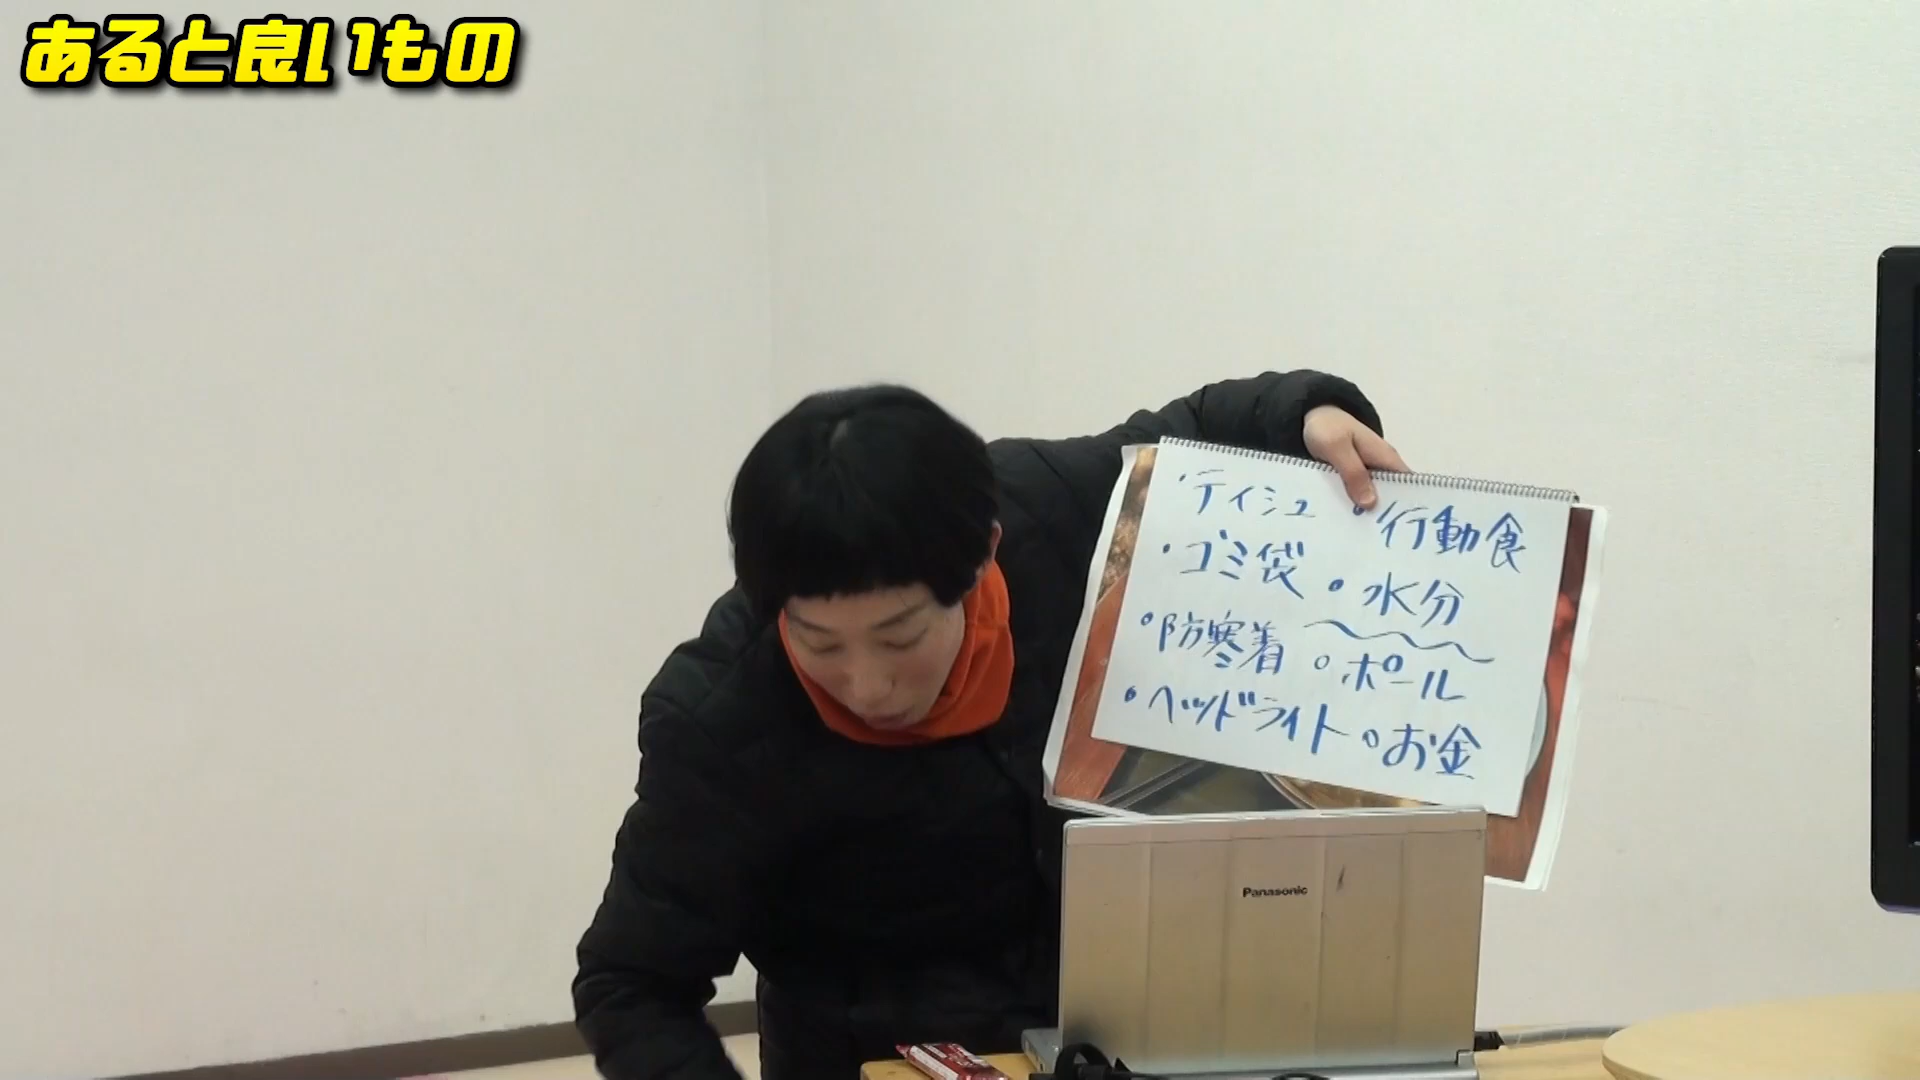 あると良いもの
・ティシュ
・ゴミ袋
・防寒着
・ヘッドライト
・行動食
・水分
・ポール
・お金
Panasonic